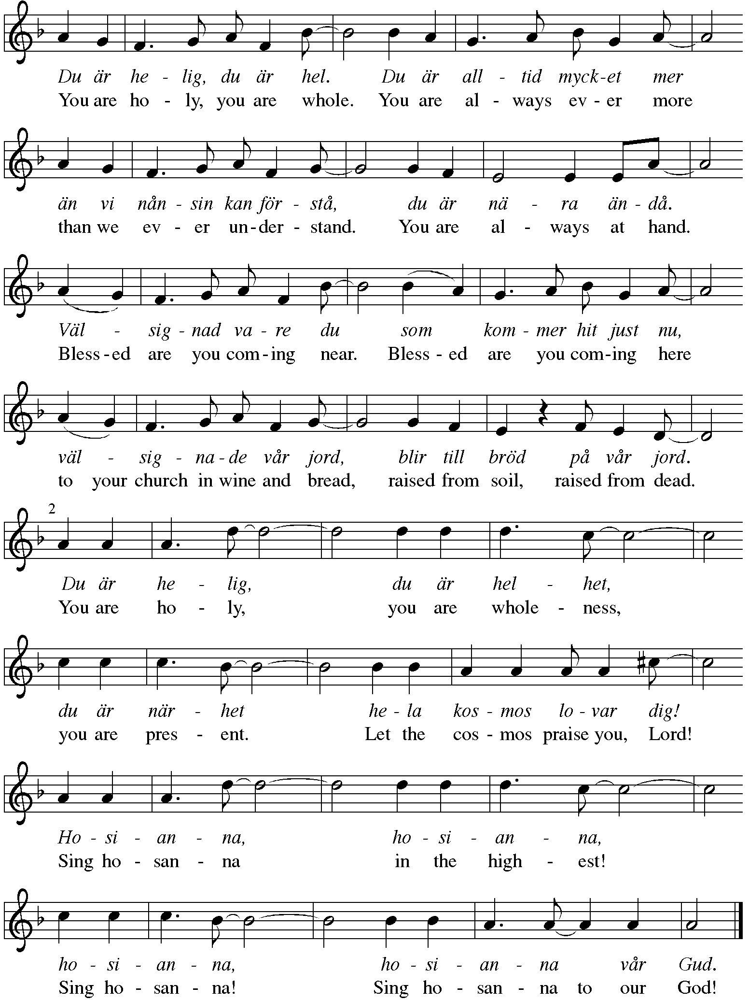 Du är he - lig, du är hel. Du är all - tid myck - et mer
You are ho - ly, you are whole. You are al - ways ev - er more
än vi nån - sin kan för - stå, du är nä - ra än - då.
than we ev - er un - der - stand. You are al - ways at hand.
Väl - sig - nad va - re du som kom - mer hit just nu,
Bless - ed are you com - ing near. Bless - ed are you com - ing here
väl - sig - na - de vår jord, blir till bröd på vår jord.
to your church in wine and bread, raised from soil, raised from dead.
2
Du är he - lig, du är hel - het,
You are ho - ly, you are whole - ness,
du är när - het he - la kos - mos lo - var dig!
you are pres - ent. Let the cos - mos praise you, Lord!
Ho - si - an - na, ho - si - an - na,
Sing ho - san - na in the high - est!
ho - si - an - na, ho - si - an - na vår Gud.
Sing ho - san - na! Sing ho - san - na to our God!